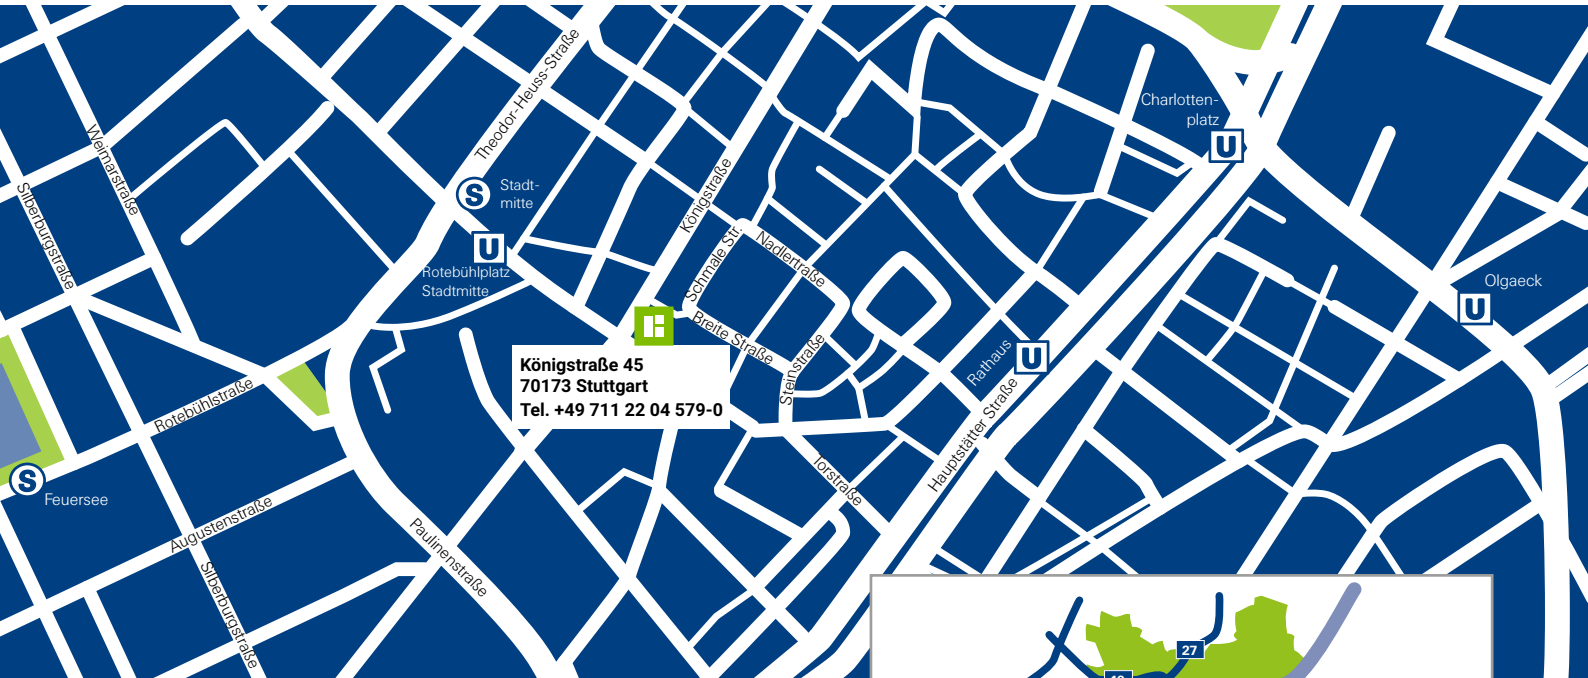 Theodor-Heuss-Straße
Weimarstraße
Silberburgstraße
Charlotten-
platz
U
S
Stadt-
mitte
Königstraße
U
Rotebühlplatz
Stadtmitte
Schmale Str.
Nadlertraße
Olgaeck
U
Breite Straße
Steinstraße
Rathaus
U
Königstraße 45
70173 Stuttgart
Tel. +49 711 22 04 579-0
Rotebühlstraße
Hauptstätter Straße
S
Feuersee
Torstraße
Augustenstraße
Paulinenstraße
Silberburgstraße
27